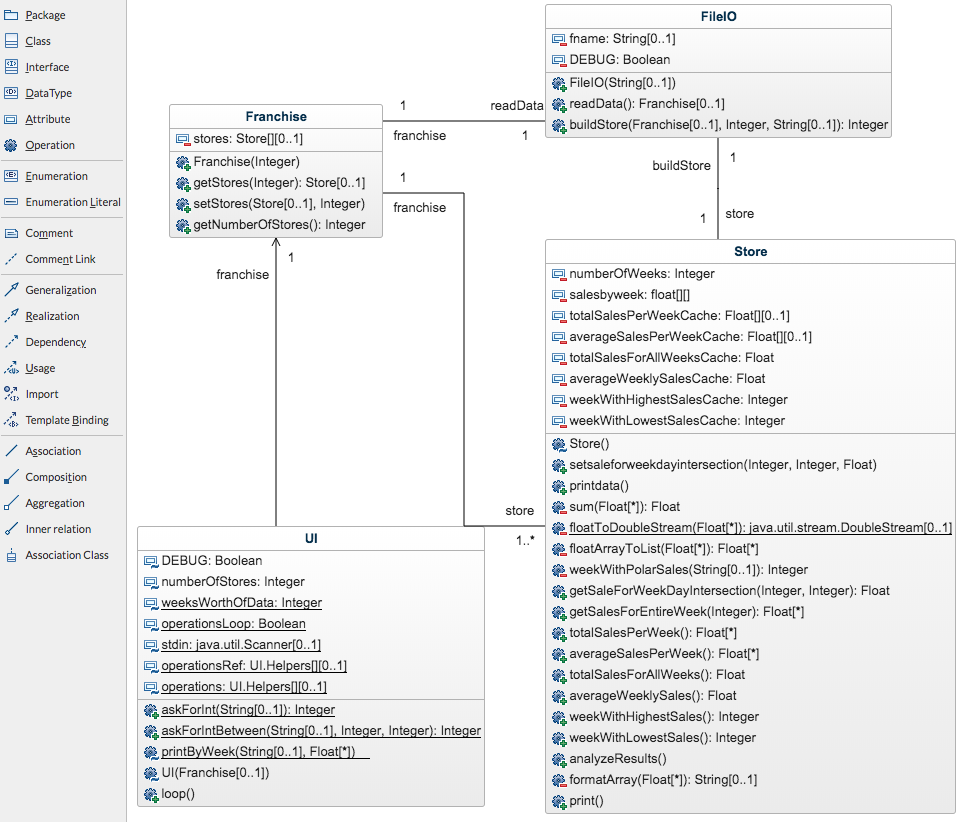 Package
Class
Interface
DataType
Attribute
Operation
Enumeration
Enumeration Literal
Comment
Comment Link
Generalization
Realization
Dependency
Usage
Import
Template Binding
Association
Composition
Aggregation
Inner relation
Association Class
FileIO
fname: String[0..1]
DEBUG: Boolean
FileIO(String[0..1])
readData(): Franchise[0..1]
buildStore(Franchise[0..1], Integer, String[0..1]): Integer
Franchise
stores: Store[][0..1]
Franchise(Integer)
getStores(Integer): Store[0..1]
setStores(Store[0..1], Integer)
getNumberOfStores(): Integer
1
readData
franchise
1
1
franchise
buildStore
1
1
store
franchise
1
store
1..*
Store
numberOfWeeks: Integer
salesbyweek: float[][]
totalSalesPerWeekCache: Float[][0..1]
averageSalesPerWeekCache: Float[][0..1]
totalSalesForAllWeeksCache: Float
averageWeeklySalesCache: Float
weekWithHighestSalesCache: Integer
weekWithLowestSalesCache: Integer
Store()
setsaleforweekdayintersection(Integer, Integer, Float)
printdata()
sum(Float[*]): Float
floatToDoubleStream(Float[*]): java.util.stream.DoubleStream[0..1]
floatArrayToList(Float[*]): Float[*]
weekWithPolarSales(String[0..1]): Integer
getSaleForWeekDayIntersection(Integer, Integer): Float
getSalesForEntireWeek(Integer): Float[*]
totalSalesPerWeek(): Float[*]
averageSalesPerWeek(): Float[*]
totalSalesForAllWeeks(): Float
averageWeeklySales(): Float
weekWithHighestSales(): Integer
weekWithLowestSales(): Integer
analyzeResults()
formatArray(Float[*]): String[0..1]
print()
UI
DEBUG: Boolean
numberOfStores: Integer
weeksWorthOfData: Integer
operationsLoop: Boolean
stdin: java.util.Scanner[0..1]
operationsRef: UI.Helpers[][0..1]
operations: UI.Helpers[][0..1]
askForInt(String[0..1]): Integer
askForIntBetween(String[0..1], Integer, Integer): Integer
printByWeek(String[0..1], Float[*])
UI(Franchise[0..1])
loop()